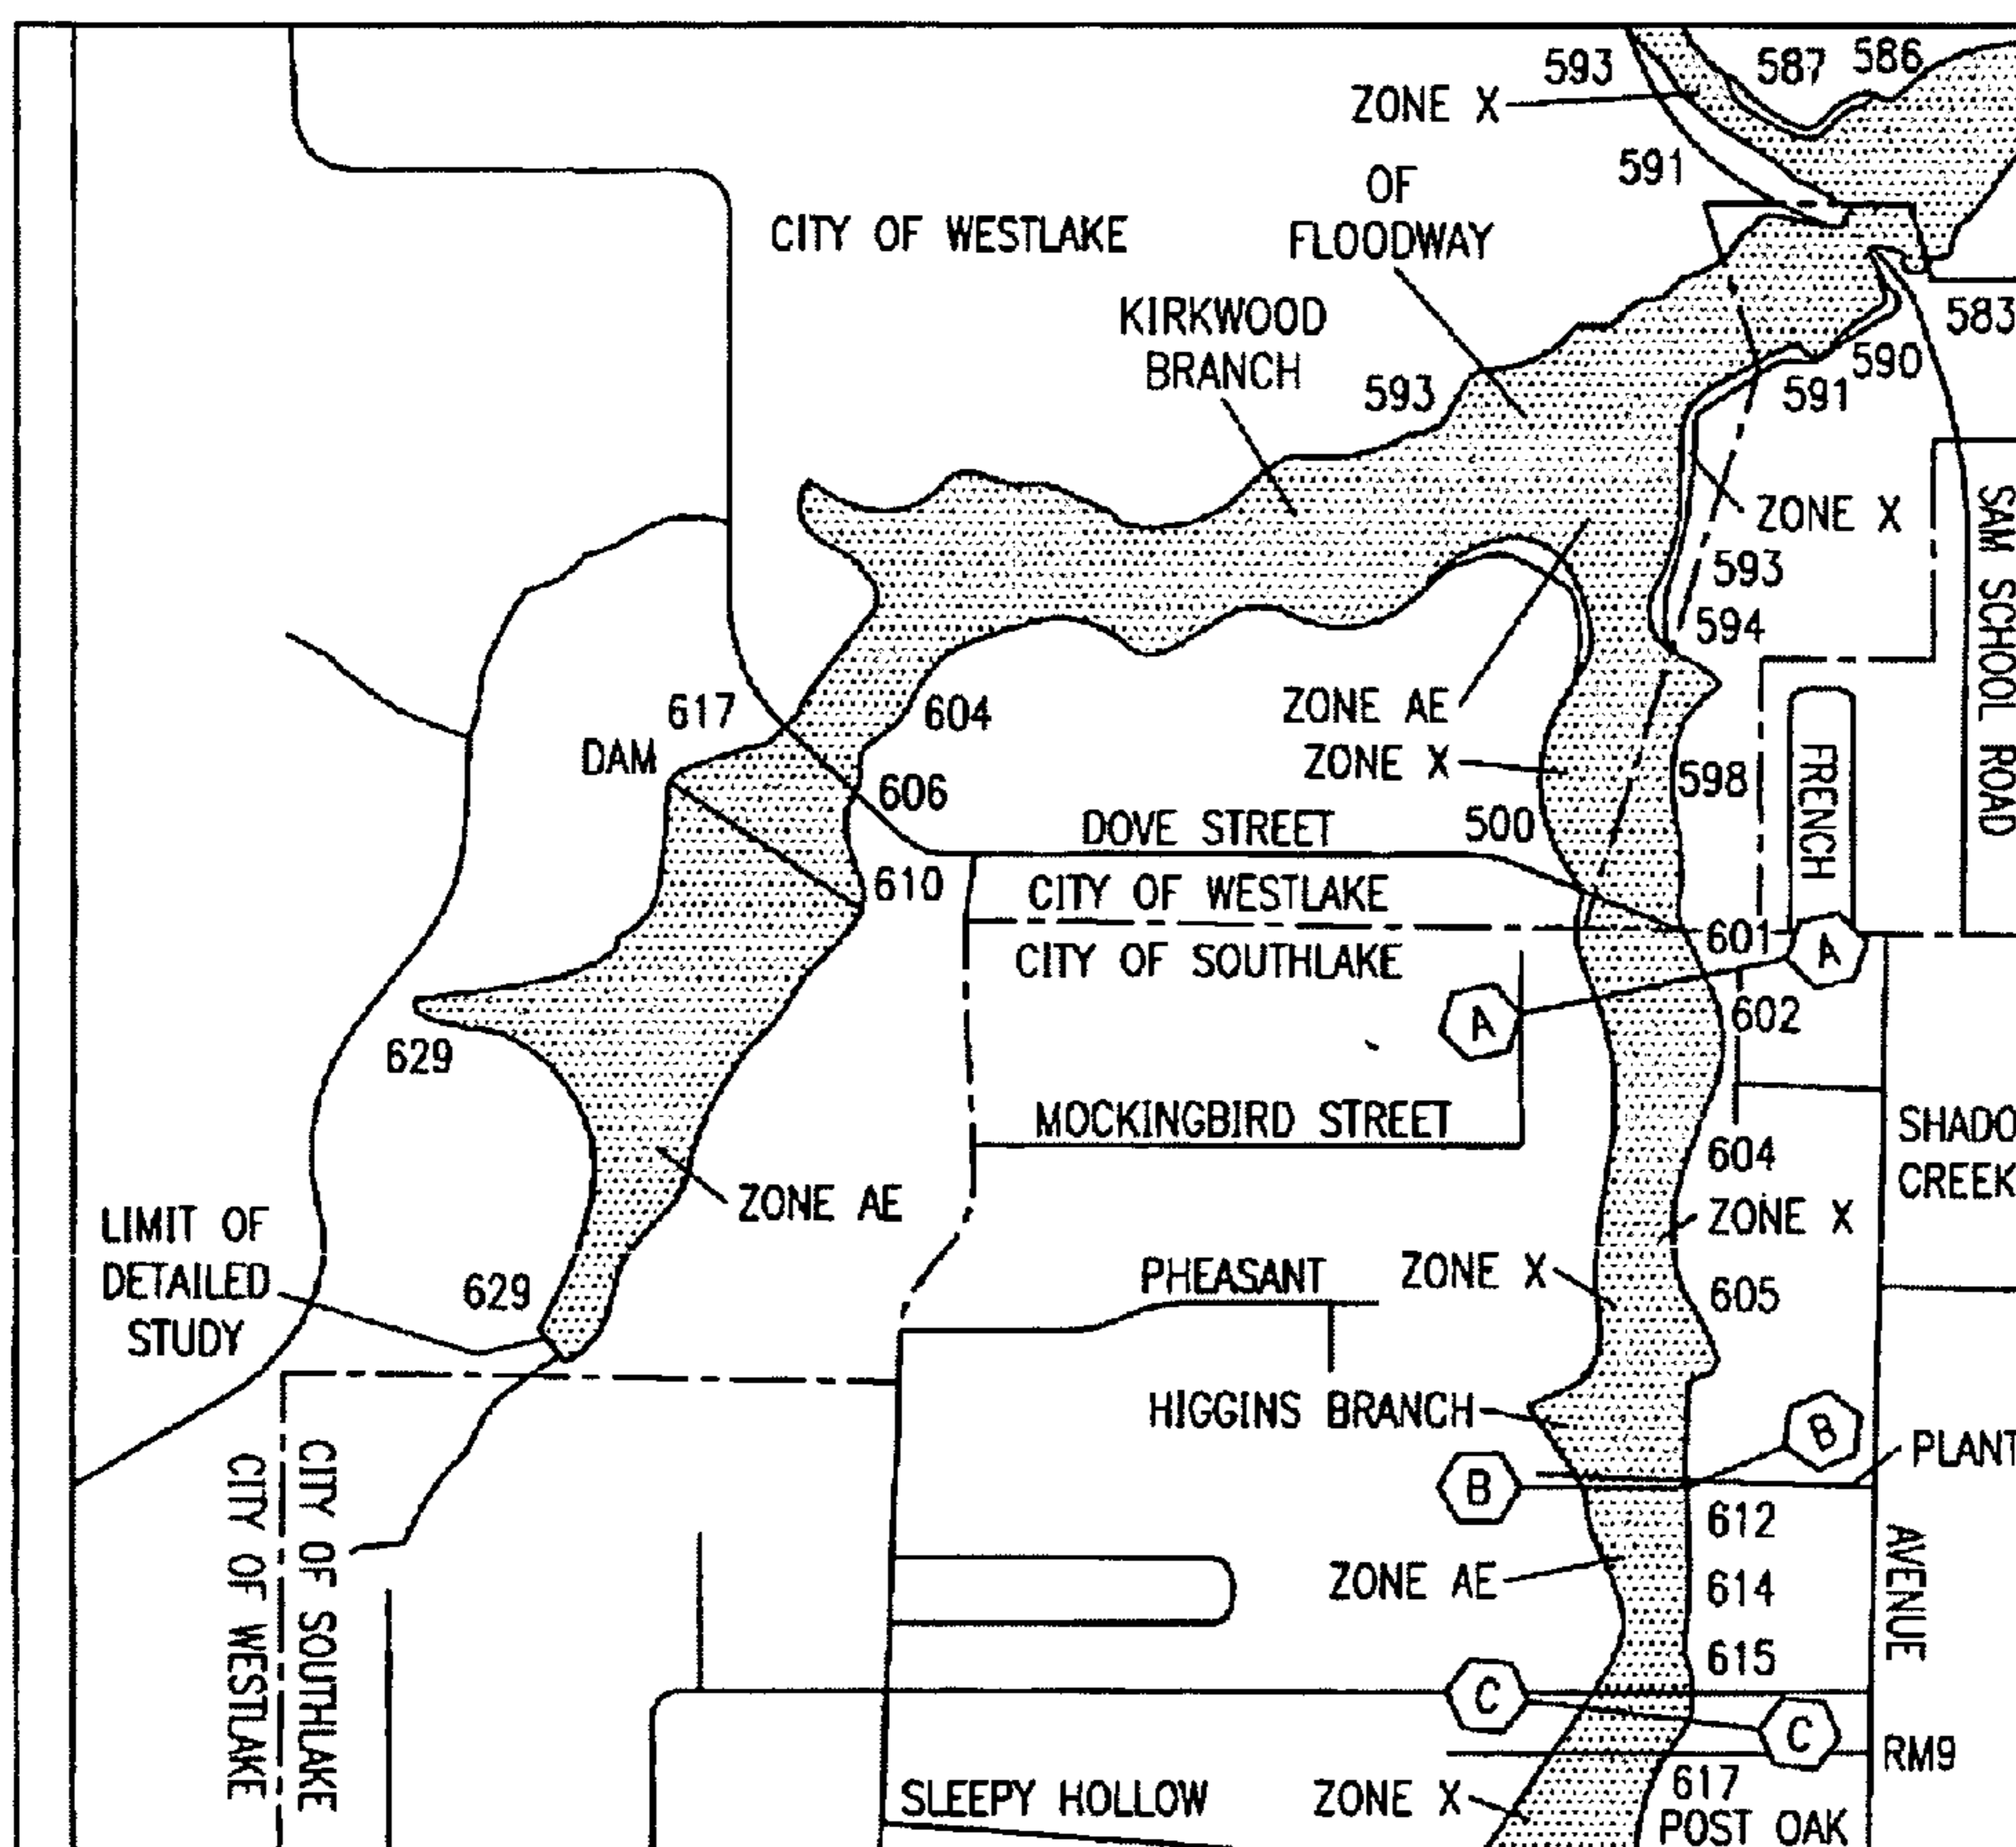 593
587
586
ZONE X
591
OF
FLOODWAY
CITY OF WESTLAKE
KIRKWOOD
BRANCH
583
593
590
591
ZONE X
SAM SCHOOL ROAD
593
594
617
604
ZONE AE
DAM
ZONE X
598
FRENCH
606
DOVE STREET
500
610
CITY OF WESTLAKE
CITY OF SOUTHLAKE
601
A
A
602
629
MOCKINGBIRD STREET
604
SHADO
CREEK
ZONE AE
ZONE X
LIMIT OF
DETAILED
STUDY
629
PHEASANT
ZONE X
605
HIGGINS BRANCH
B
B
PLANT
CITY OF SOUTHLAKE
CITY OF WESTLAKE
612
ZONE AE
614
AVENUE
615
C
C
RM9
617
SLEEPY HOLLOW
ZONE X
POST OAK